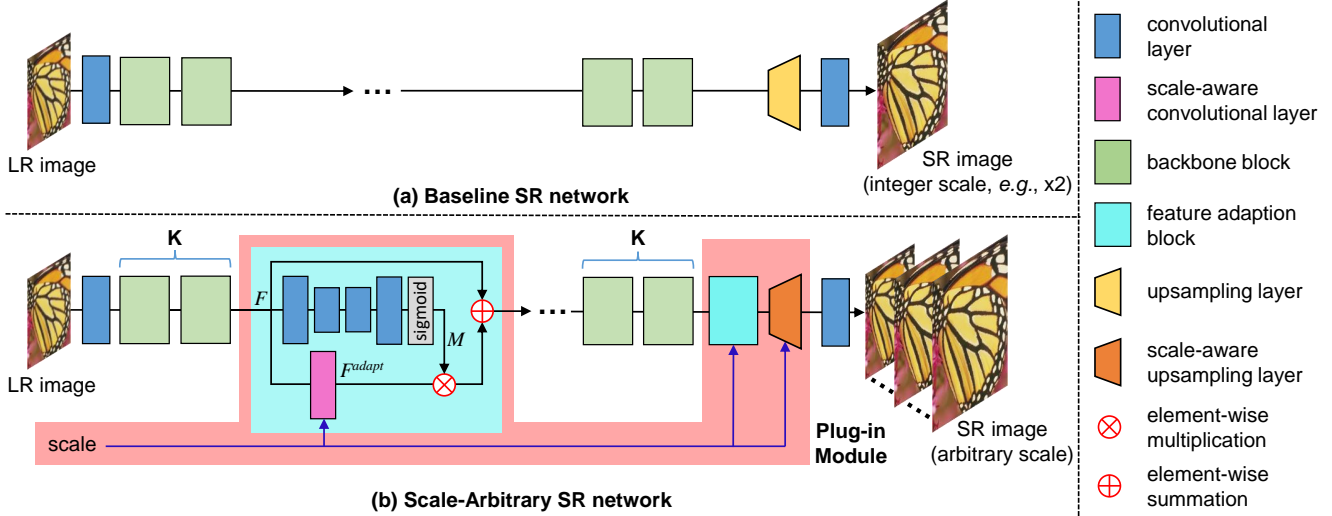 LR image
...
SR image
(integer scale, e.g., x2)
(a) Baseline SR network
K
K
F
sigmoid
M
F^adapt
...
LR image
scale
Plug-in
Module
SR image
(arbitrary scale)
(b) Scale-Arbitrary SR network
convolutional
layer
scale-aware
convolutional layer
backbone block
feature adaption
block
upsampling layer
scale-aware
upsampling layer
element-wise
multiplication
element-wise
summation